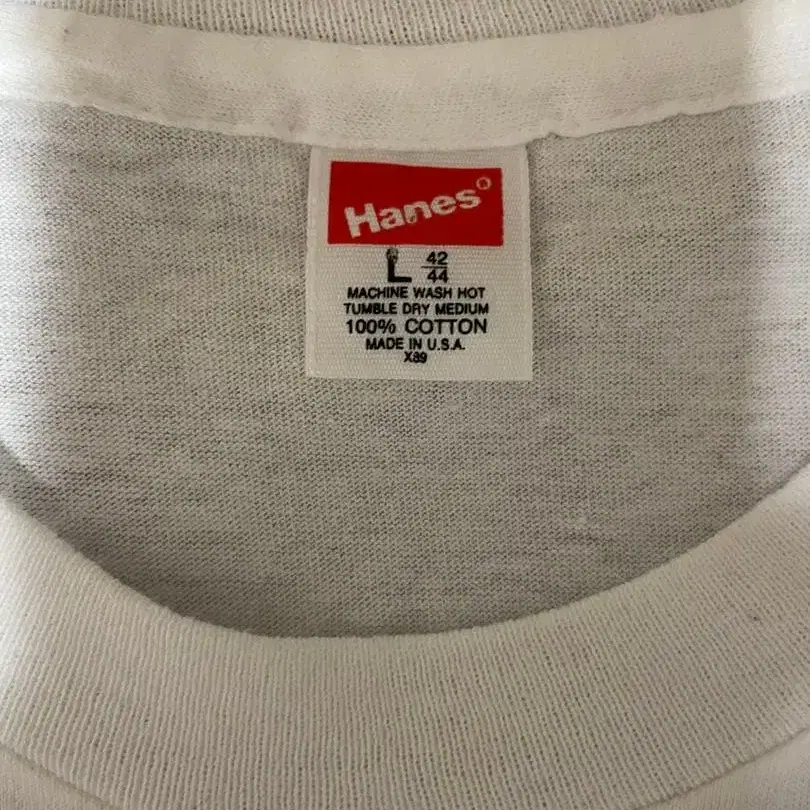 Hanes®
L 42/44
MACHINE WASH HOT
TUMBLE DRY MEDIUM
100% COTTON
MADE IN U.S.A.
X89